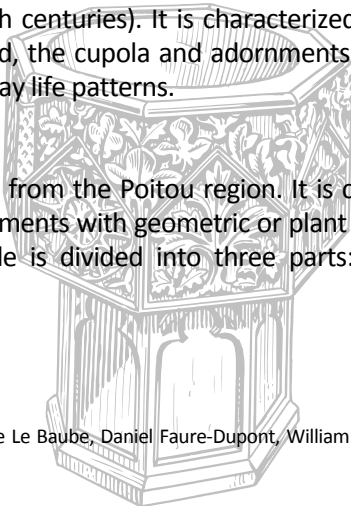 h centuries). It is characterized
d, the cupola and adornments
ay life patterns.
from the Poitou region. It is
ments with geometric or plant
le is divided into three parts:
e Le Baube, Daniel Faure-Dupont, William